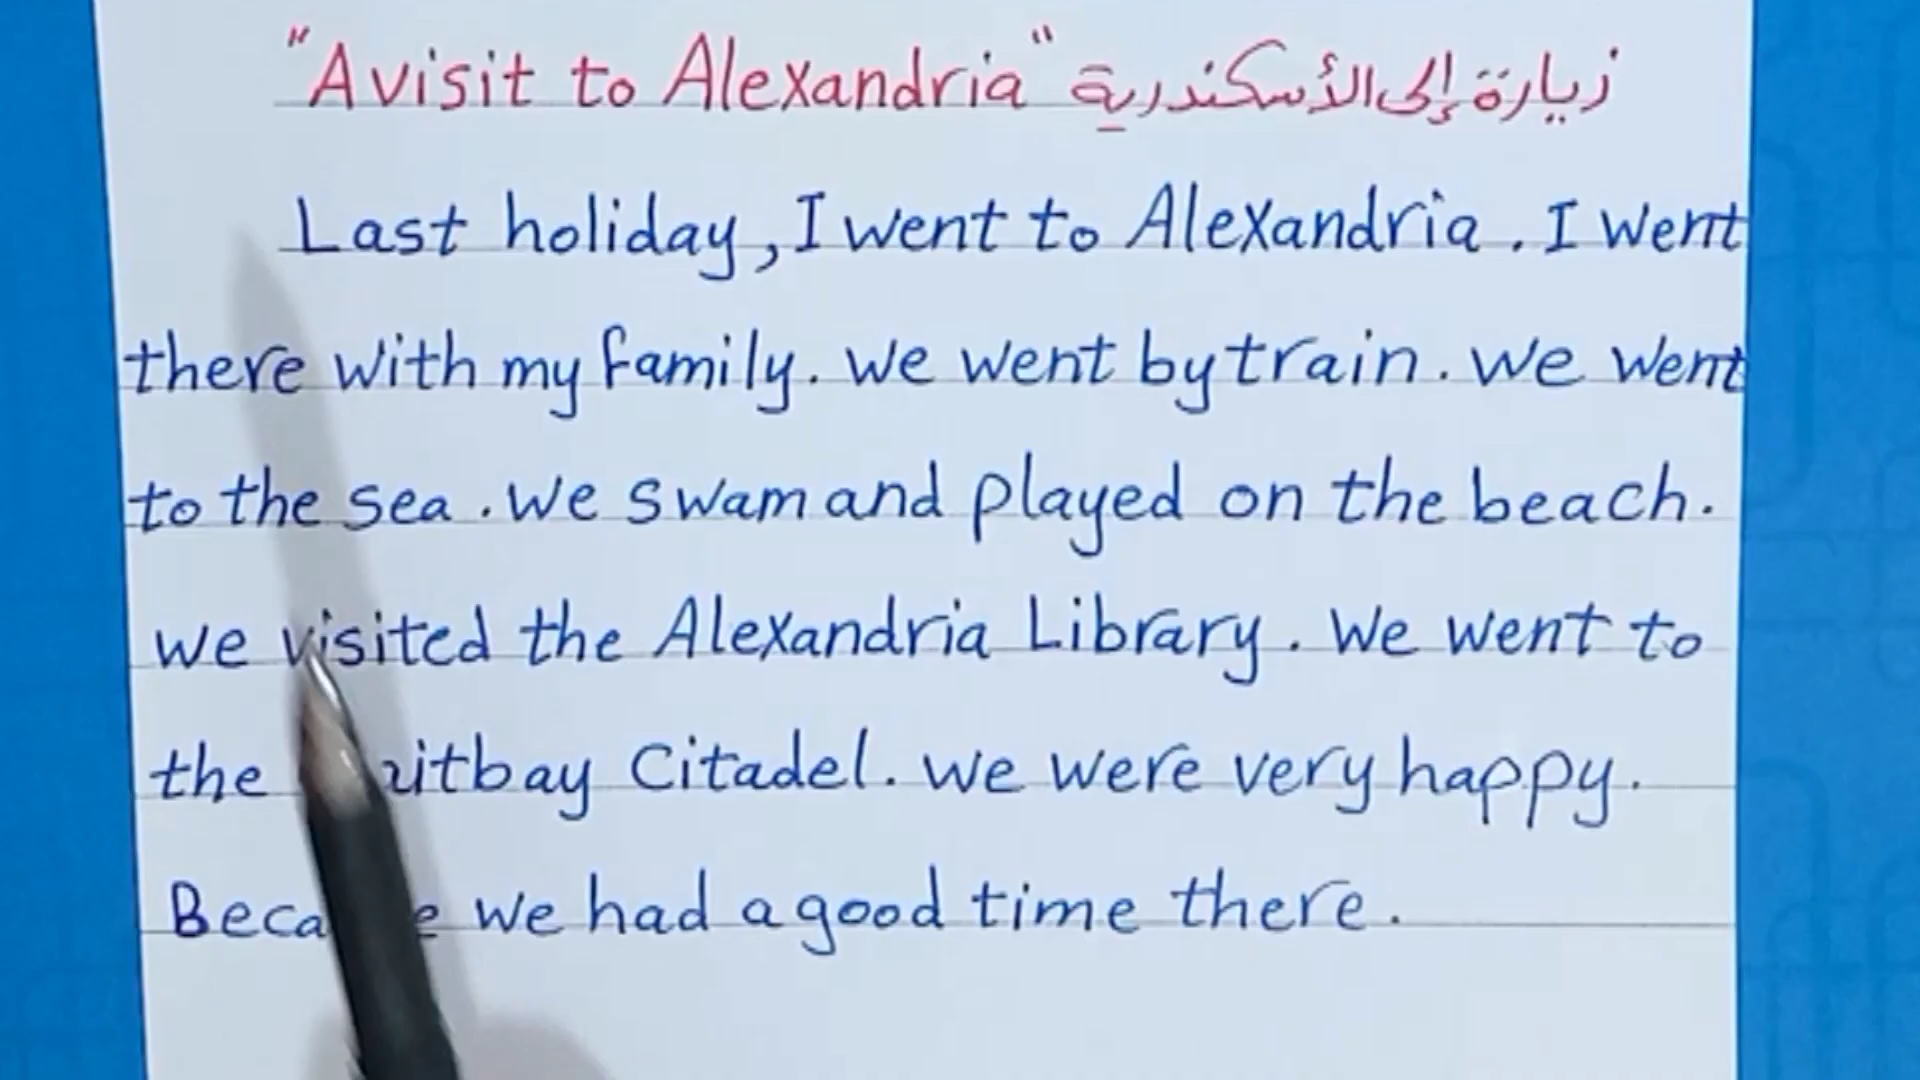 "A visit to Alexandria" زيارة إلى الأسكندرية
Last holiday, I went to Alexandria. I went
there with my family. We went by train. We went
to the sea. We swam and played on the beach.
We visited the Alexandria Library. We went to
the Citadel. We were very happy.
we had a good time there.